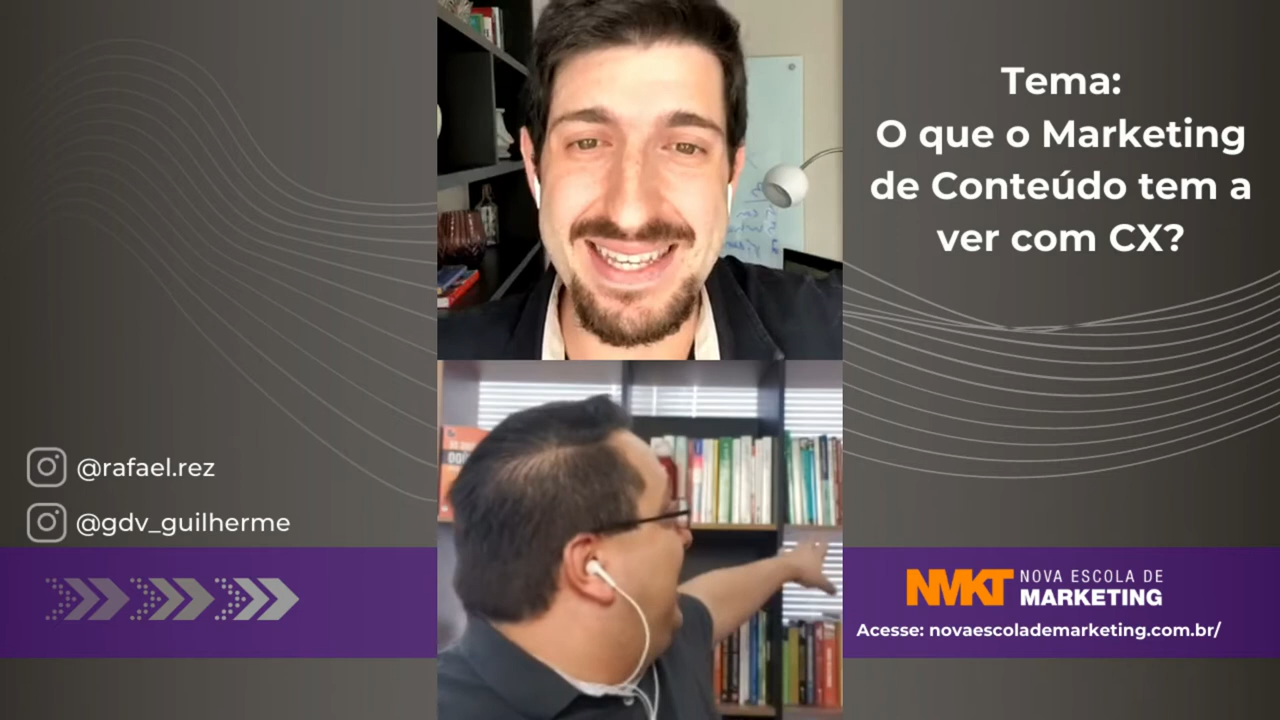 Tema:
O que o Marketing
de Conteúdo tem a
ver com CX?
@rafael.rez
@gdv_guilherme
NMKT NOVA ESCOLA DE
MARKETING
Acesse: novaescolademarketing.com.br/